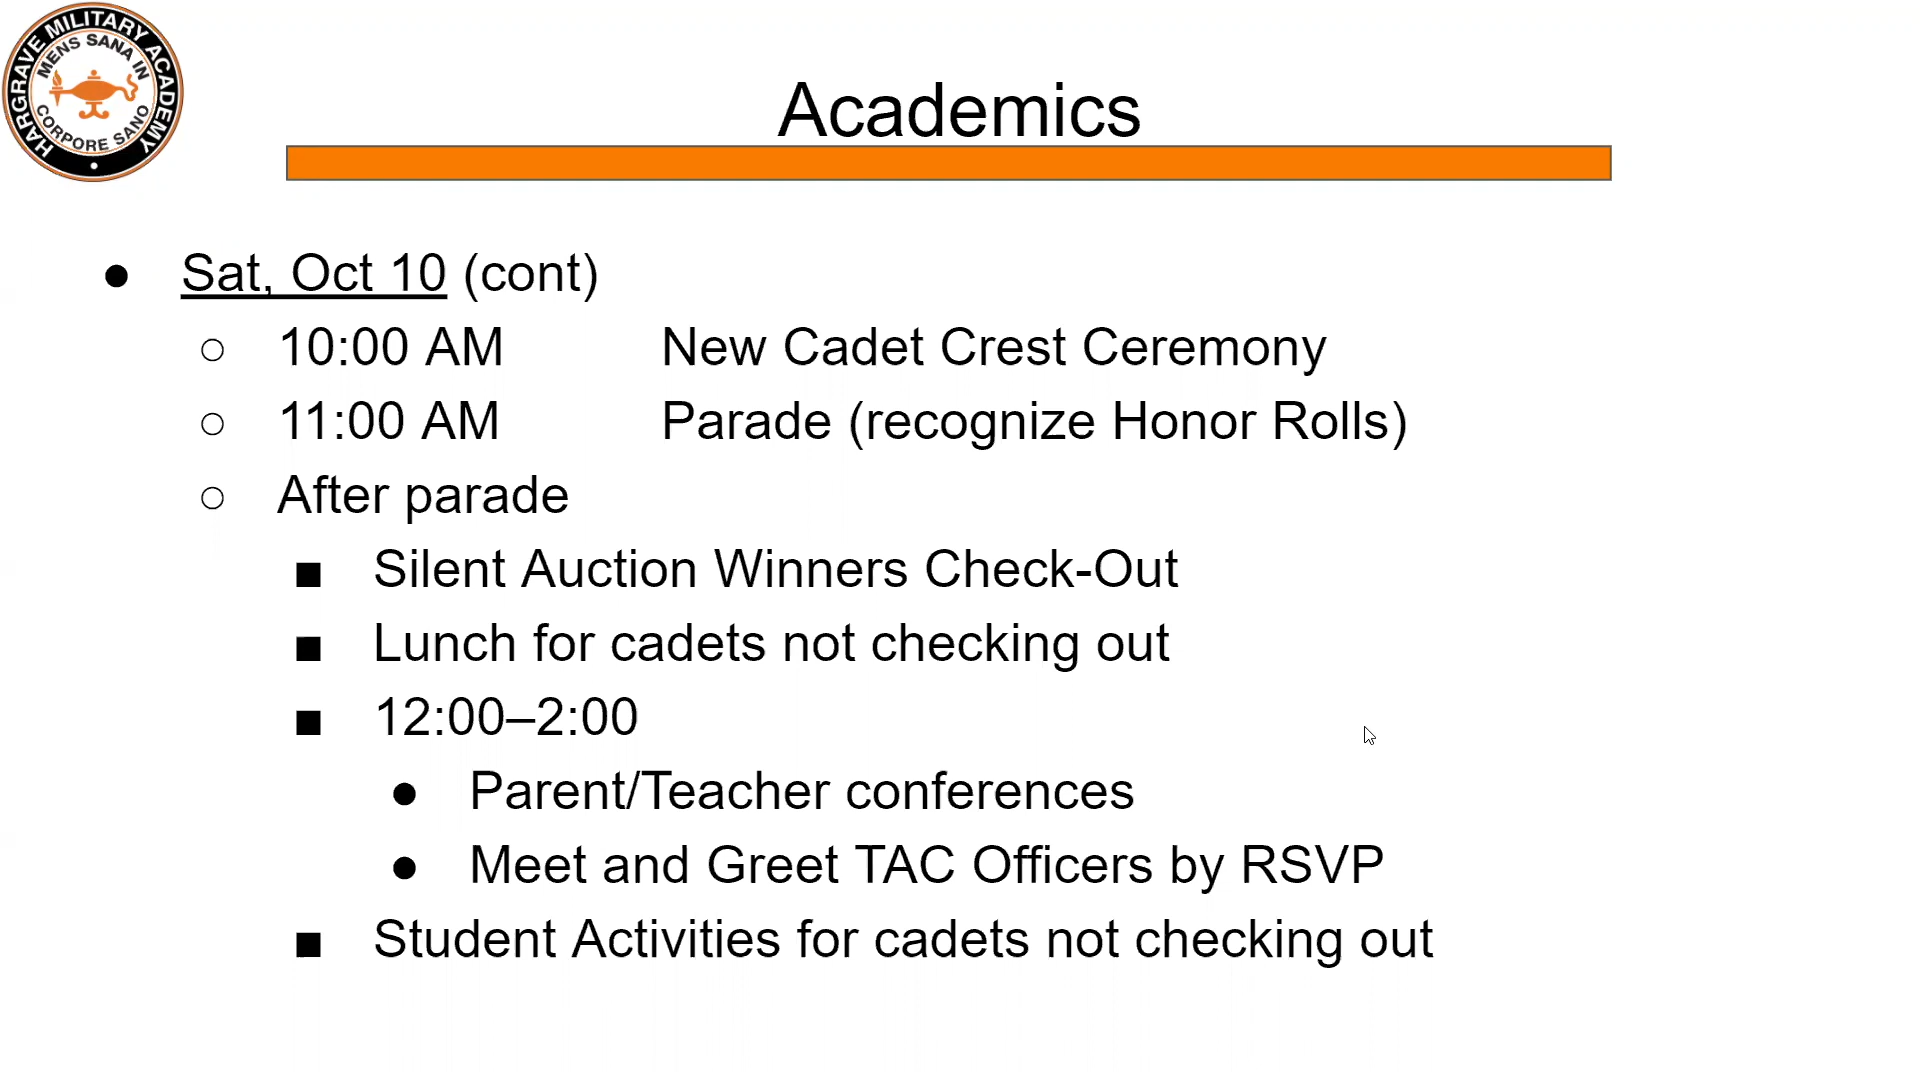 HARGRAVE MILITARY ACADEMY
MENS SANA IN
CORPORE SANO
Academics
● Sat, Oct 10 (cont)
○ 10:00 AM New Cadet Crest Ceremony
○ 11:00 AM Parade (recognize Honor Rolls)
○ After parade
■ Silent Auction Winners Check-Out
■ Lunch for cadets not checking out
■ 12:00–2:00
● Parent/Teacher conferences
● Meet and Greet TAC Officers by RSVP
■ Student Activities for cadets not checking out